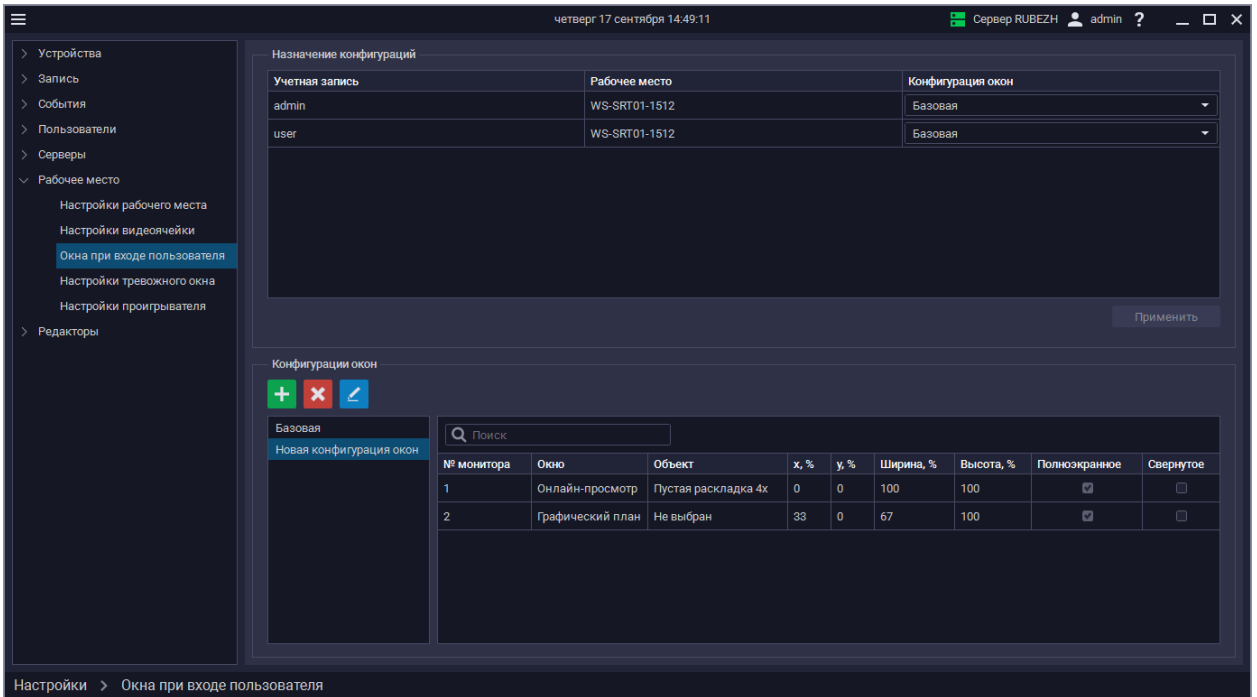 четверг 17 сентября 14:49:11
Сервер RUBEZH admin ?
Устройства
Запись
События
Пользователи
Серверы
Рабочее место
Настройки рабочего места
Настройки видеоячейки
Окна при входе пользователя
Настройки тревожного окна
Настройки проигрывателя
Редакторы
Назначение конфигураций
Учетная запись Рабочее место Конфигурация окон
admin WS-SRT01-1512 Базовая
user WS-SRT01-1512 Базовая
Применить
Конфигурации окон
Базовая
Новая конфигурация окон
Поиск
№ монитора Окно Объект x, % y, % Ширина, % Высота, % Полноэкранное Свернутое
1 Онлайн-просмотр Пустая раскладка 4x 0 0 100 100
2 Графический план Не выбран 33 0 67 100
Настройки > Окна при входе пользователя